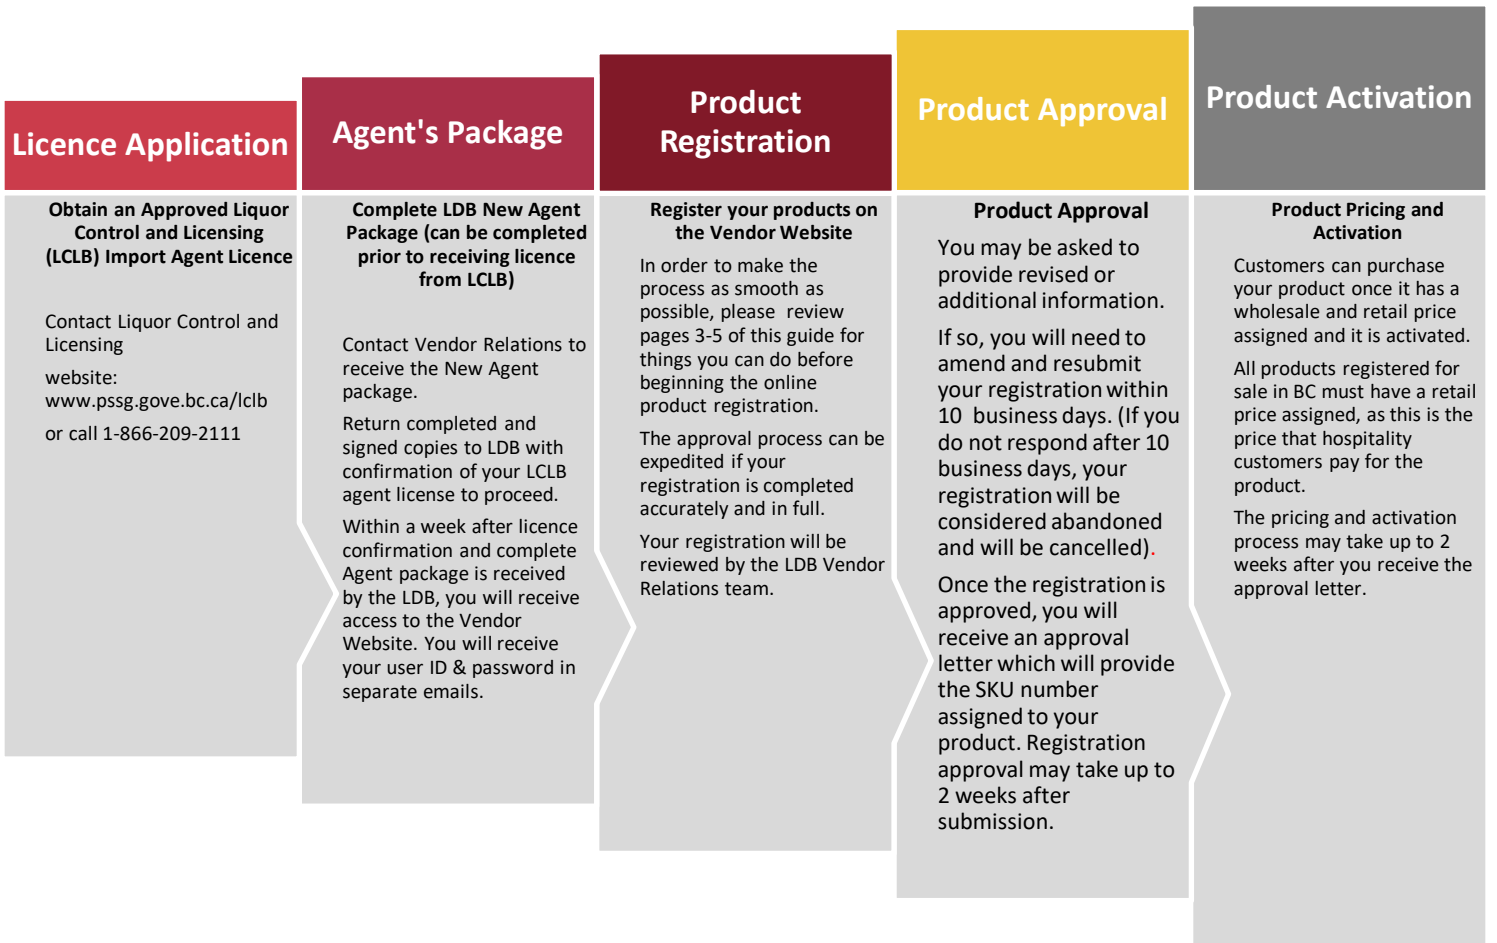 Licence Application
Obtain an Approved Liquor
Control and Licensing
(LCLB) Import Agent Licence
Contact Liquor Control and
Licensing
website:
www.pssg.gove.bc.ca/lclb
or call 1-866-209-2111
Agent's Package
Complete LDB New Agent
Package (can be completed
prior to receiving licence
from LCLB)
Contact Vendor Relations to
receive the New Agent
package.
Return completed and
signed copies to LDB with
confirmation of your LCLB
agent license to proceed.
Within a week after licence
confirmation and complete
Agent package is received
by the LDB, you will receive
access to the Vendor
Website. You will receive
your user ID & password in
separate emails.
Product
Registration
Register your products on
the Vendor Website
In order to make the
process as smooth as
possible, please  review
pages 3-5 of this guide for
things you can do before
beginning the online
product registration.
The approval process can be
expedited if your
registration is completed
accurately and in full.
Your registration will be
reviewed by the LDB Vendor
Relations team.
Product Approval
Product Approval
You may be asked to
provide revised or
additional information.
If so, you will need to
amend and resubmit
your registration within
10  business days. (If you
do not respond after 10
business days, your
registration will be
considered abandoned
and will be cancelled).
Once the registration is
approved, you will
receive an approval
letter which will provide
the SKU number
assigned to your
product. Registration
approval may take up to
2 weeks after
submission.
Product Activation
Product Pricing and
Activation
Customers can purchase
your product once it has a
wholesale and retail price
assigned and it is activated.
All products registered for
sale in BC must have a retail
price assigned, as this is the
price that hospitality
customers pay for the
product.
The pricing and activation
process may take up to 2
weeks after you receive the
approval letter.